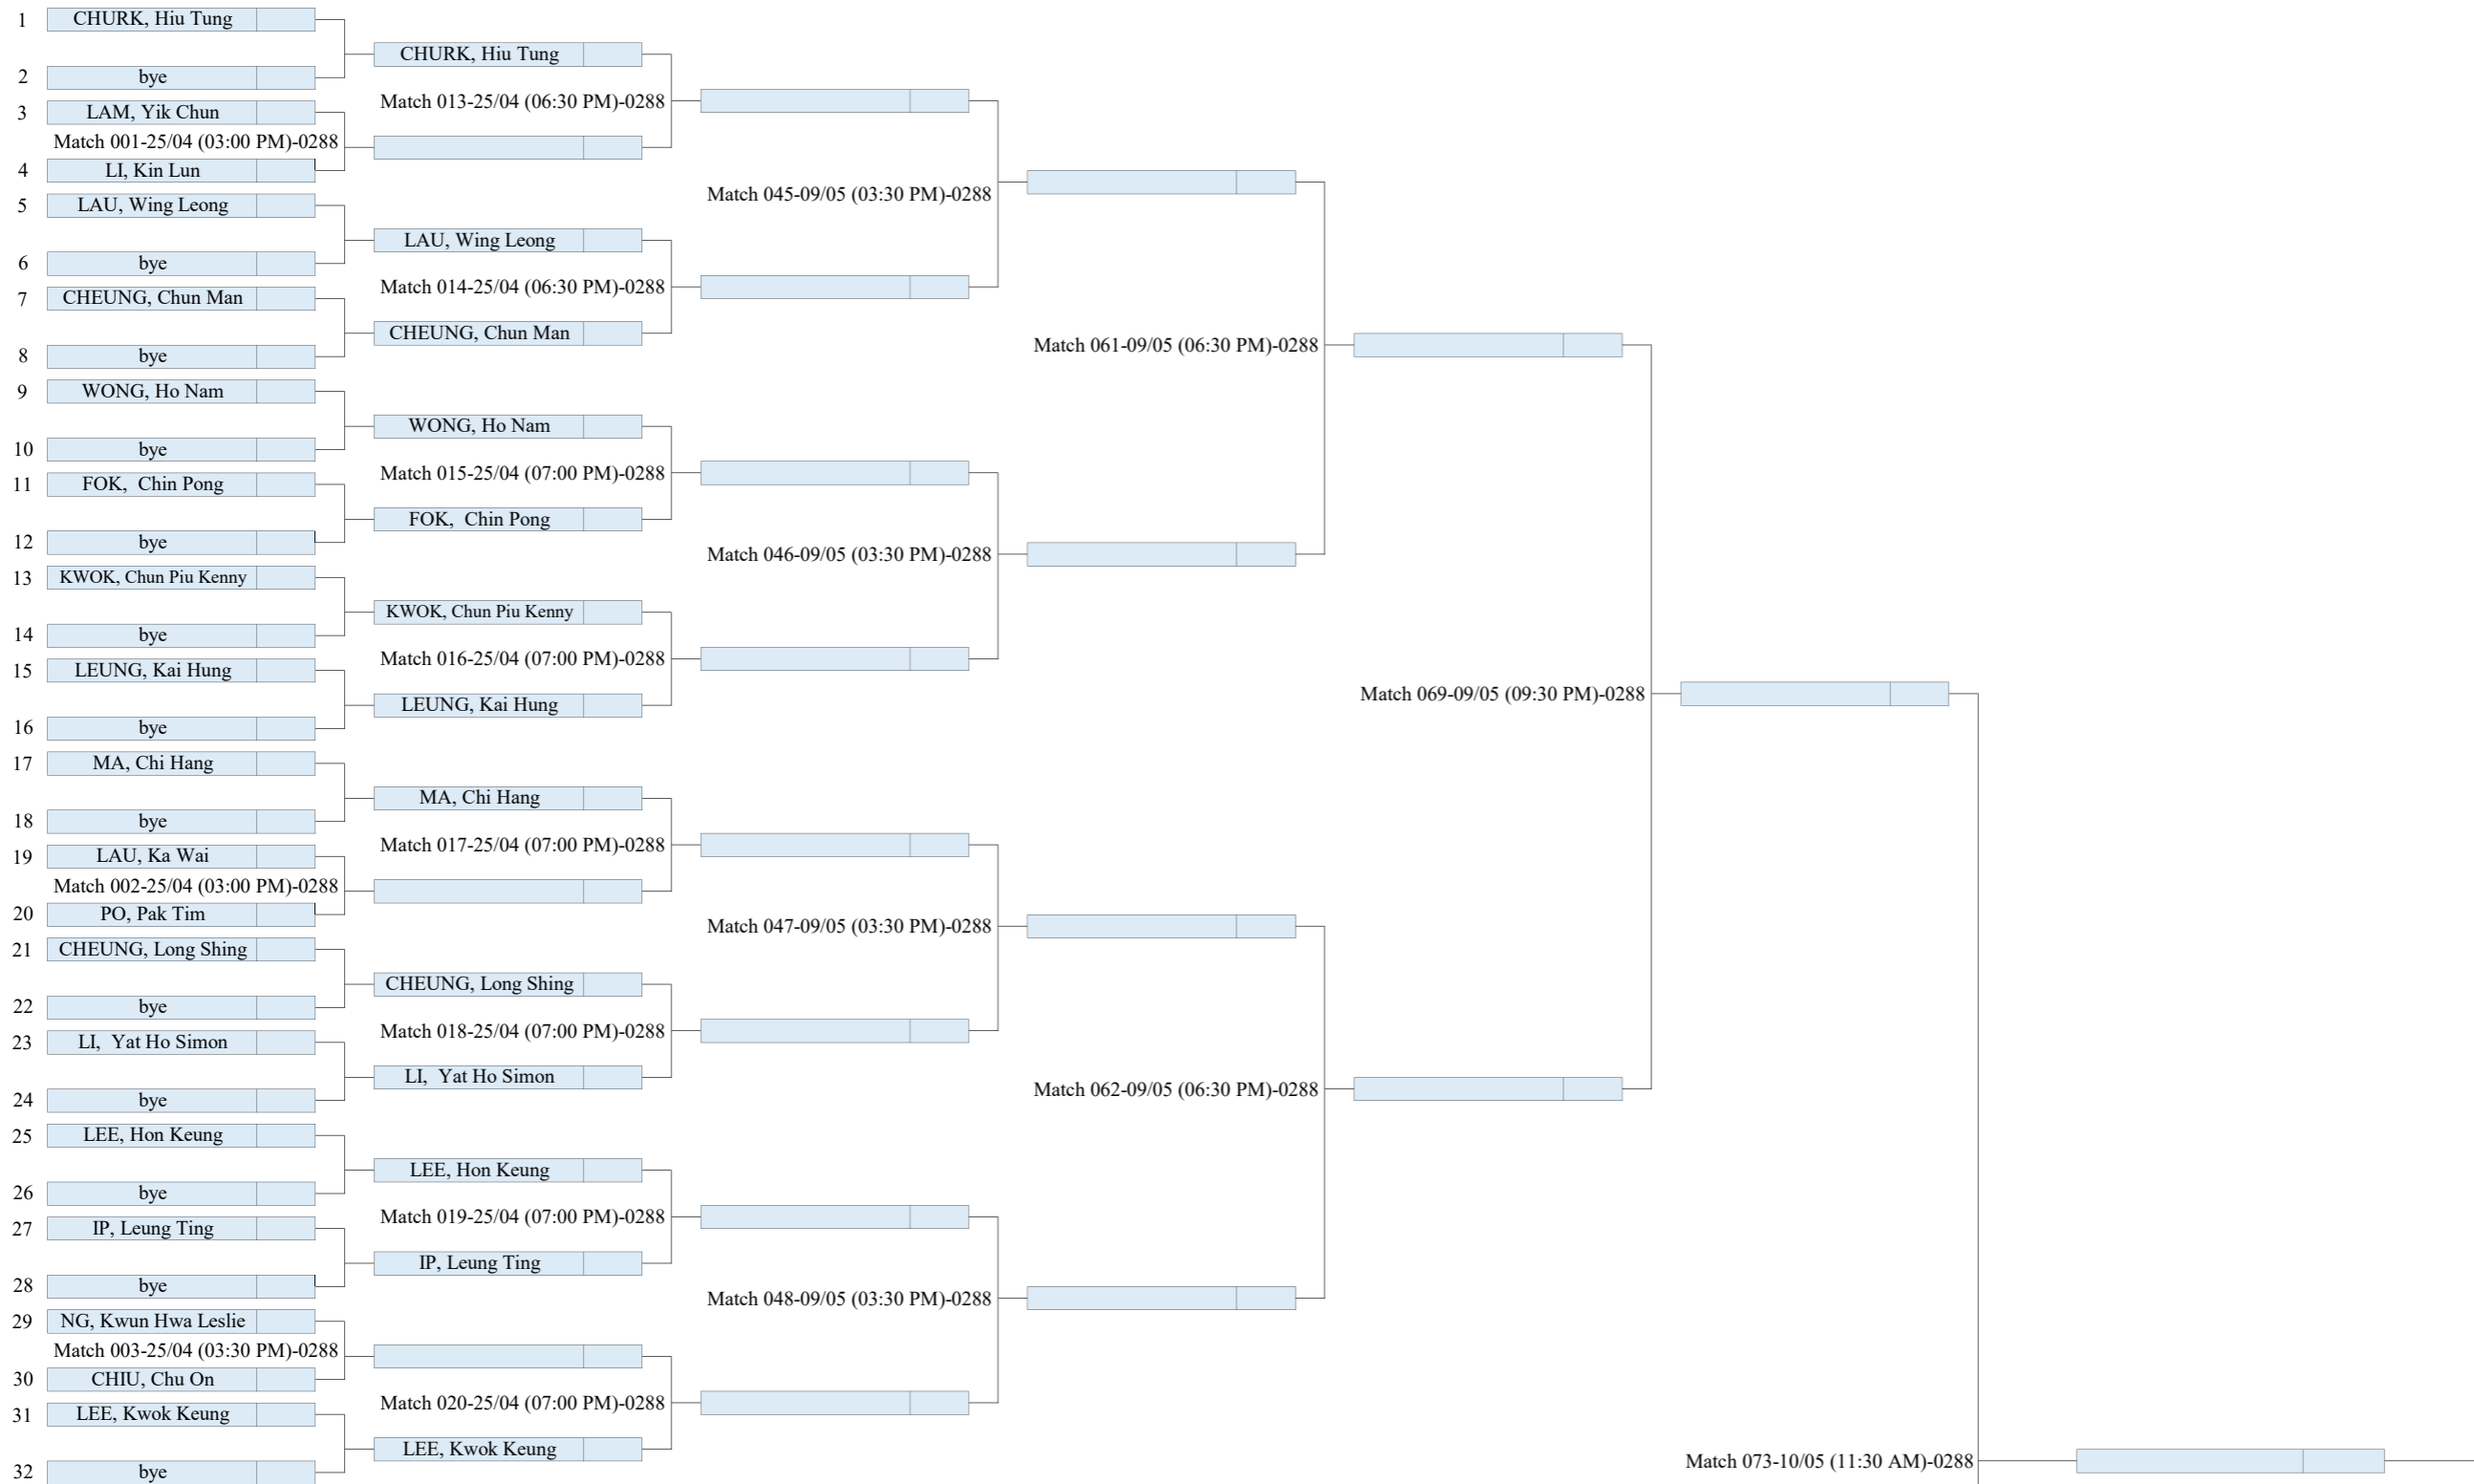 1 CHURK, Hiu Tung
CHURK, Hiu Tung
2 bye
Match 013-25/04 (06:30 PM)-0288
3 LAM, Yik Chun
Match 001-25/04 (03:00 PM)-0288
4 LI, Kin Lun
Match 045-09/05 (03:30 PM)-0288
5 LAU, Wing Leong
LAU, Wing Leong
6 bye
Match 014-25/04 (06:30 PM)-0288
7 CHEUNG, Chun Man
CHEUNG, Chun Man
8 bye
Match 061-09/05 (06:30 PM)-0288
9 WONG, Ho Nam
WONG, Ho Nam
10 bye
Match 015-25/04 (07:00 PM)-0288
11 FOK,  Chin Pong
FOK,  Chin Pong
12 bye
Match 046-09/05 (03:30 PM)-0288
13 KWOK, Chun Piu Kenny
KWOK, Chun Piu Kenny
14 bye
Match 016-25/04 (07:00 PM)-0288
15 LEUNG, Kai Hung
LEUNG, Kai Hung
16 bye
Match 069-09/05 (09:30 PM)-0288
17 MA, Chi Hang
MA, Chi Hang
18 bye
Match 017-25/04 (07:00 PM)-0288
19 LAU, Ka Wai
Match 002-25/04 (03:00 PM)-0288
20 PO, Pak Tim
Match 047-09/05 (03:30 PM)-0288
21 CHEUNG, Long Shing
CHEUNG, Long Shing
22 bye
Match 018-25/04 (07:00 PM)-0288
23 LI,  Yat Ho Simon
LI,  Yat Ho Simon
24 bye
Match 062-09/05 (06:30 PM)-0288
25 LEE, Hon Keung
LEE, Hon Keung
26 bye
Match 019-25/04 (07:00 PM)-0288
27 IP, Leung Ting
IP, Leung Ting
28 bye
Match 048-09/05 (03:30 PM)-0288
29 NG, Kwun Hwa Leslie
Match 003-25/04 (03:30 PM)-0288
30 CHIU, Chu On
Match 020-25/04 (07:00 PM)-0288
31 LEE, Kwok Keung
LEE, Kwok Keung
32 bye
Match 073-10/05 (11:30 AM)-0288